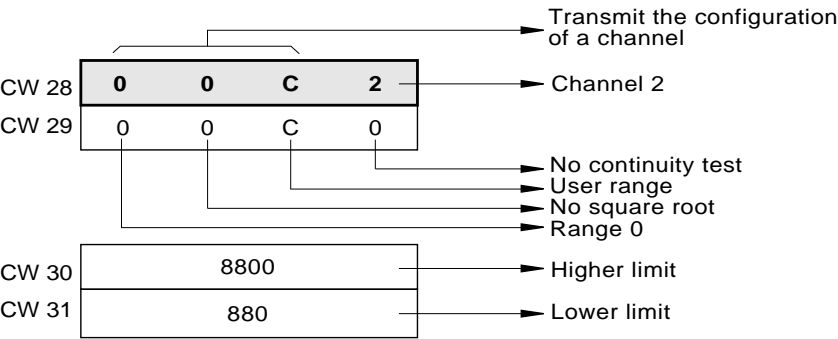 Transmit the configuration
of a channel
CW 28 0 0 C 2 Channel 2
CW 29 0 0 C 0
No continuity test
User range
No square root
Range 0
CW 30 8800 Higher limit
CW 31 880 Lower limit